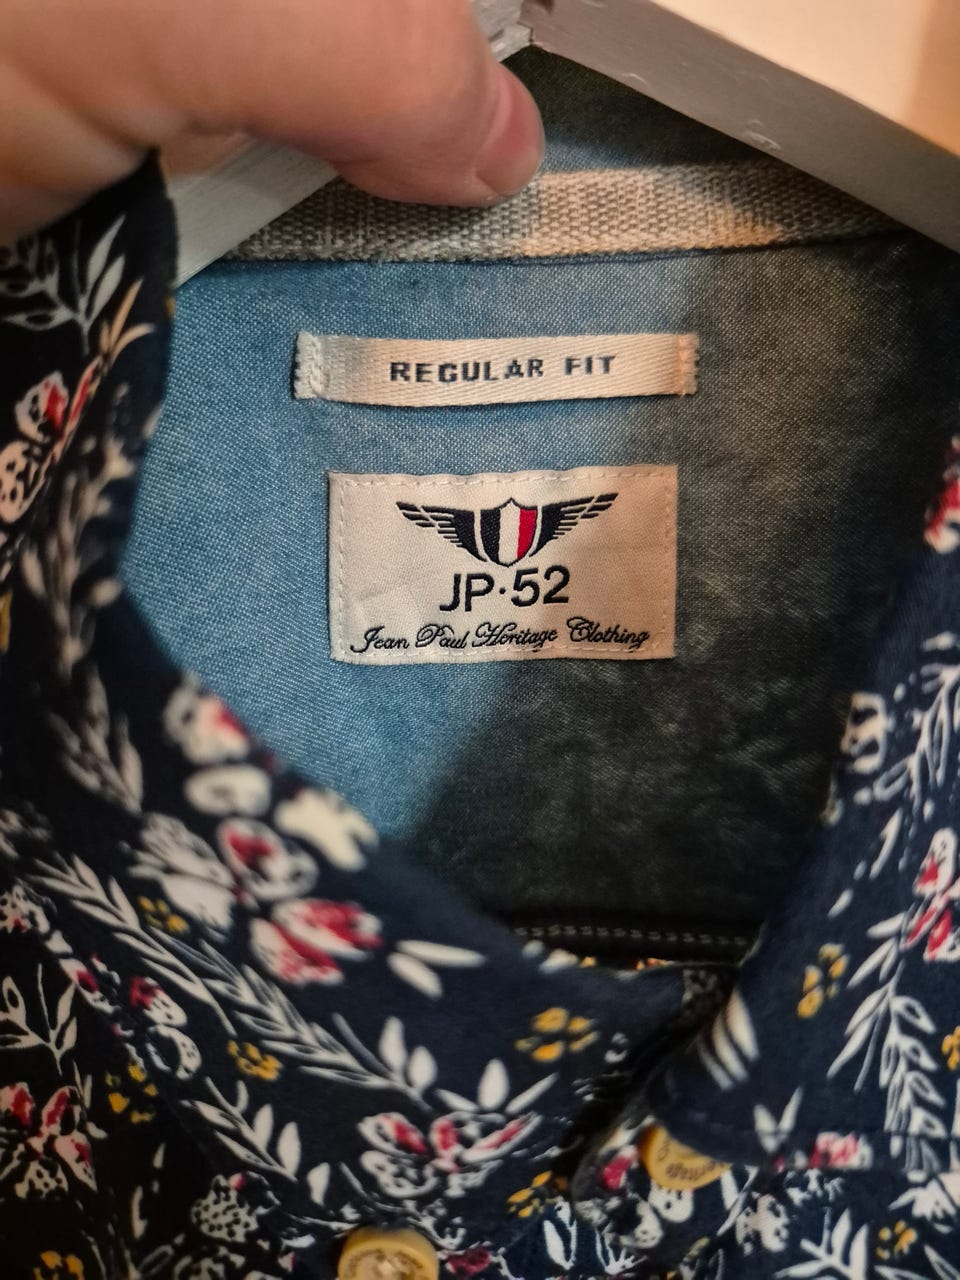 REGULAR FIT
JP·52
Jean Paul Heritage Clothing